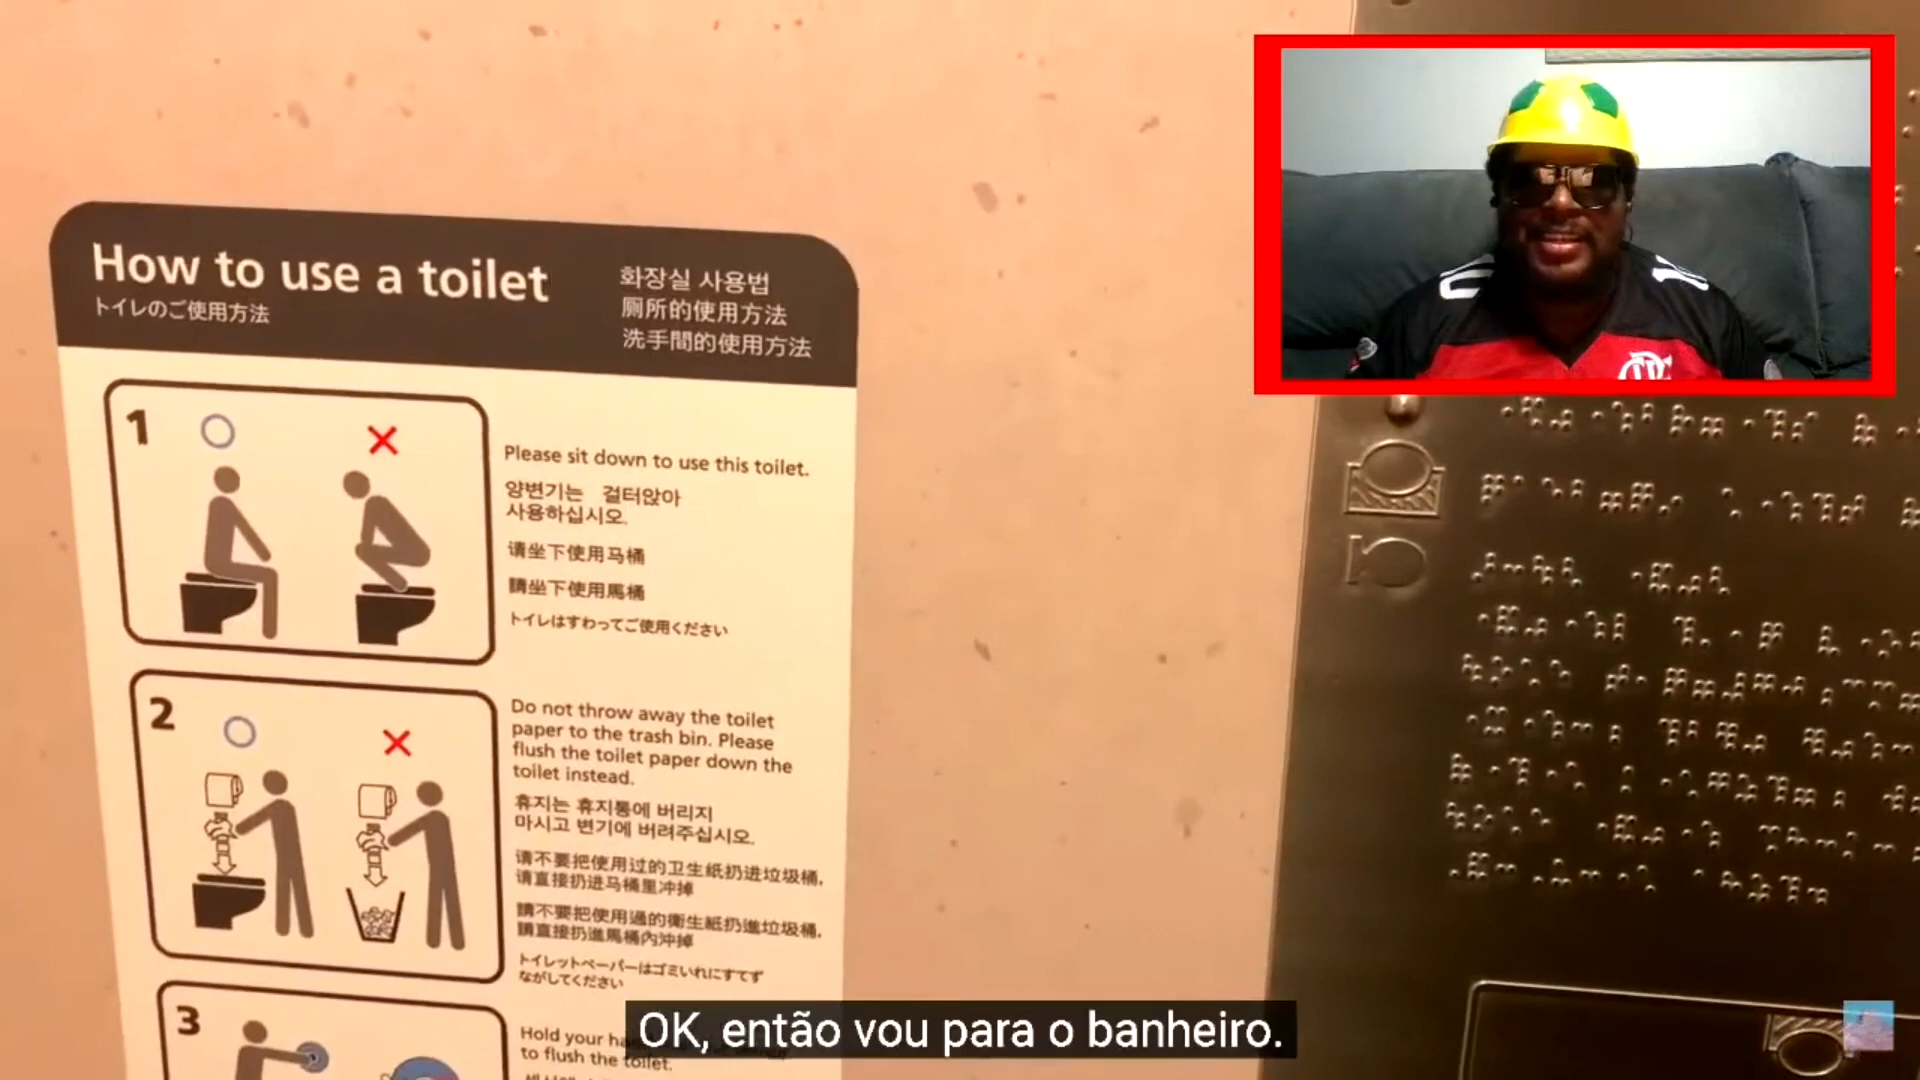 How to use a toilet
トイレのご使用方法
화장실 사용법
厕所的使用方法
洗手間的使用方法
1
Please sit down to use this toilet.
양변기는 걸터앉아
사용하십시오.
请坐下使用马桶
請坐下使用馬桶
トイレはすわってご使用ください
2
Do not throw away the toilet
paper to the trash bin. Please
flush the toilet paper down the
toilet instead.
휴지는 휴지통에 버리지
마시고 변기에 버려주십시오.
请不要把使用过的卫生纸扔进垃圾桶,
请直接扔进马桶里冲掉
請不要把使用過的衛生紙扔進垃圾桶,
請直接扔進馬桶內沖掉
トイレットペーパーはゴミいれにすてず
ながしてください
3
Hold your
to flush the toilet.
OK, então vou para o banheiro.